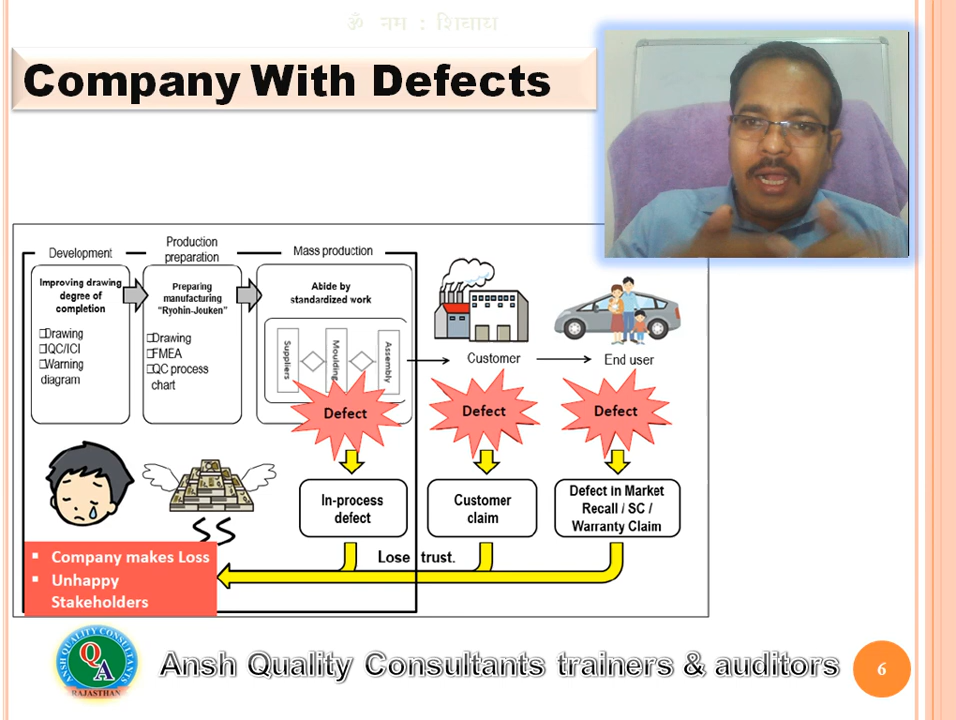 ॐ नम : शिवाय
Company With Defects
Development
Production
preparation
Mass production
Improving drawing
degree of
completion
□Drawing
□QC/ICI
□Warning
diagram
Preparing
manufacturing
"Ryohin-Jouken"
□Drawing
□FMEA
□QC process
chart
Abide by
standardized work
Suppliers
Moulding
Assembly
Customer
End user
Defect
Defect
Defect
In-process
defect
Customer
claim
Defect in Market
Recall / SC /
Warranty Claim
Lose trust.
▪ Company makes Loss
▪ Unhappy
Stakeholders
ANSH QUALITY CONSULTANTS
QA
RAJASTHAN
Ansh Quality Consultants trainers & auditors
6